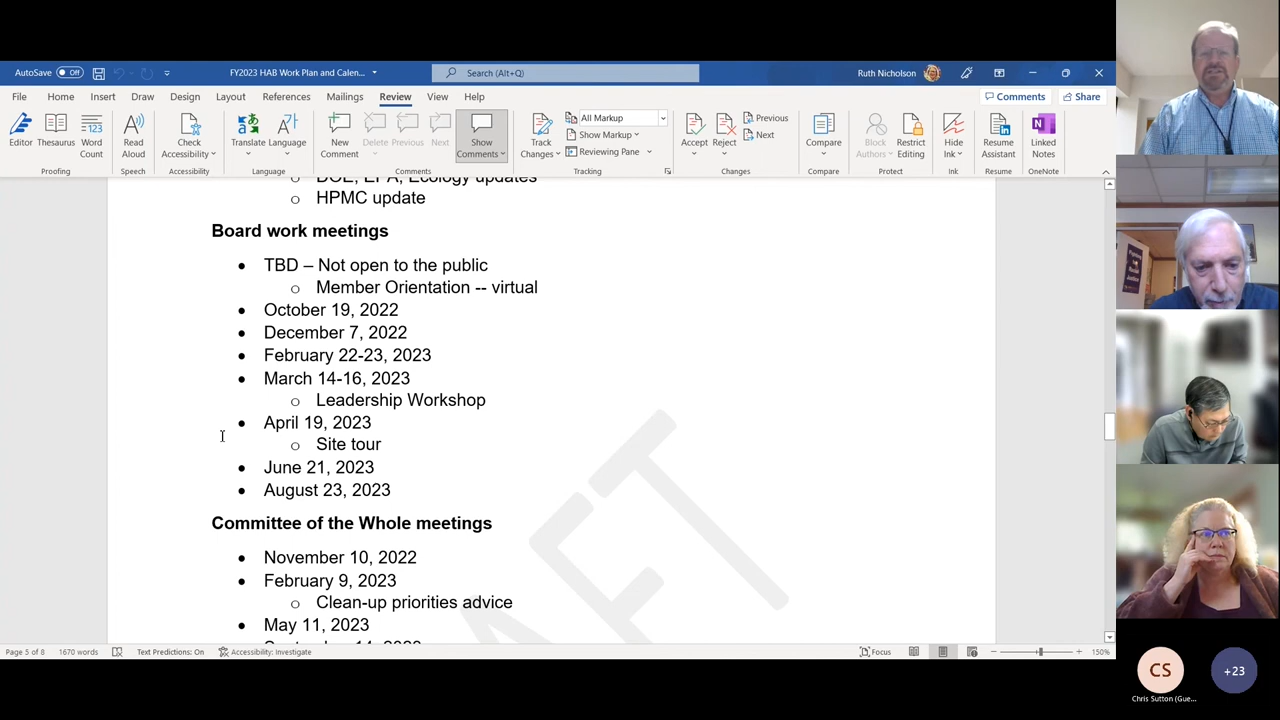 AutoSave Off
FY2023 HAB Work Plan and Calen...
Search (Alt+Q)
Ruth Nicholson
File Home Insert Draw Design Layout References Mailings Review View Help
Comments Share
Editor
Thesaurus
Word Count
Read Aloud
Check Accessibility
Translate
Language
New Comment
Delete
Previous
Next
Show Comments
Track Changes
All Markup
Show Markup
Reviewing Pane
Accept
Reject
Previous
Next
Compare
Block Authors
Restrict Editing
Hide Ink
Resume Assistant
Linked Notes
Proofing Speech Accessibility Language Comments Tracking Changes Compare Protect Ink Resume OneNote
DOE, EPA, Ecology updates
HPMC update
Board work meetings
TBD – Not open to the public
Member Orientation -- virtual
October 19, 2022
December 7, 2022
February 22-23, 2023
March 14-16, 2023
Leadership Workshop
April 19, 2023
Site tour
June 21, 2023
August 23, 2023
Committee of the Whole meetings
November 10, 2022
February 9, 2023
Clean-up priorities advice
May 11, 2023
Page 5 of 8 1670 words Text Predictions: On Accessibility: Investigate Focus 150%
CS
+23
Chris Sutton (Gue...